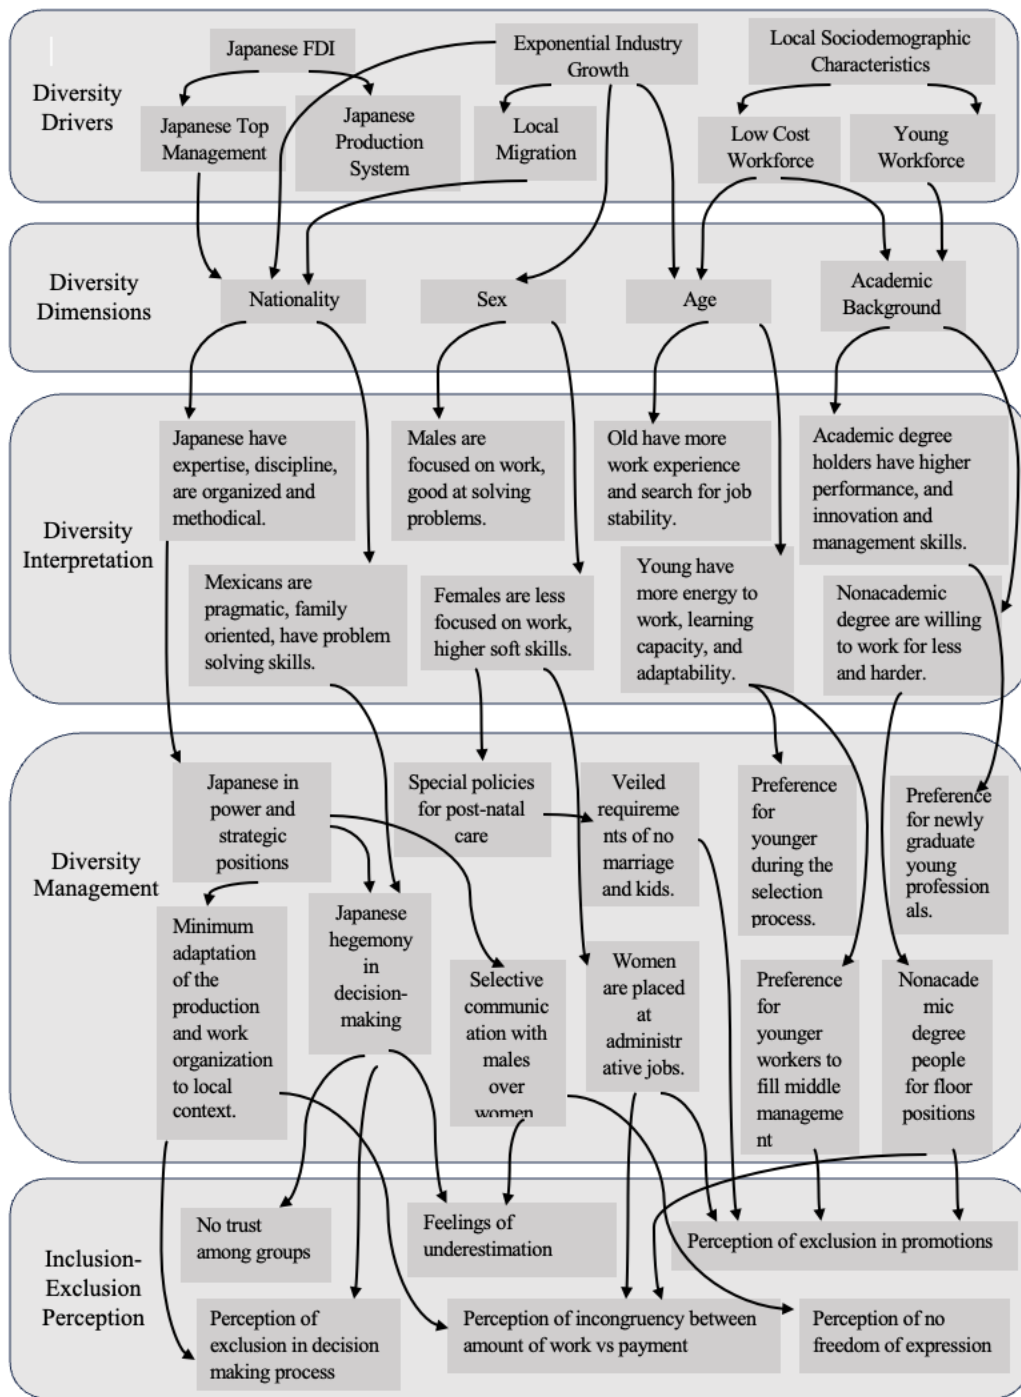 Diversity
Drivers
Japanese FDI
Exponential Industry
Growth
Local Sociodemographic
Characteristics
Japanese Top
Management
Japanese
Production
System
Local
Migration
Low Cost
Workforce
Young
Workforce
Diversity
Dimensions
Nationality
Sex
Age
Academic
Background
Diversity
Interpretation
Japanese have
expertise, discipline,
are organized and
methodical.
Males are
focused on work,
good at solving
problems.
Old have more
work experience
and search for job
stability.
Academic degree
holders have higher
performance, and
innovation and
management skills.
Mexicans are
pragmatic, family
oriented, have problem
solving skills.
Females are less
focused on work,
higher soft skills.
Young have
more energy to
work, learning
capacity, and
adaptability.
Nonacademic
degree are willing
to work for less
and harder.
Diversity
Management
Japanese in
power and
strategic
positions
Special policies
for post-natal
care
Veiled
requireme
nts of no
marriage
and kids.
Preference
for
younger
during the
selection
process.
Preference
for newly
graduate
young
profession
als.
Minimum
adaptation
of the
production
and work
organization
to local
context.
Japanese
hegemony
in
decision-
making
Selective
communic
ation with
males
over
women
Women
are placed
at
administr
ative jobs.
Preference
for
younger
workers to
fill middle
manageme
nt
Nonacade
mic
degree
people
for floor
positions
Inclusion-
Exclusion
Perception
No trust
among groups
Feelings of
underestimation
Perception of exclusion in promotions
Perception of
exclusion in decision
making process
Perception of incongruency between
amount of work vs payment
Perception of no
freedom of expression